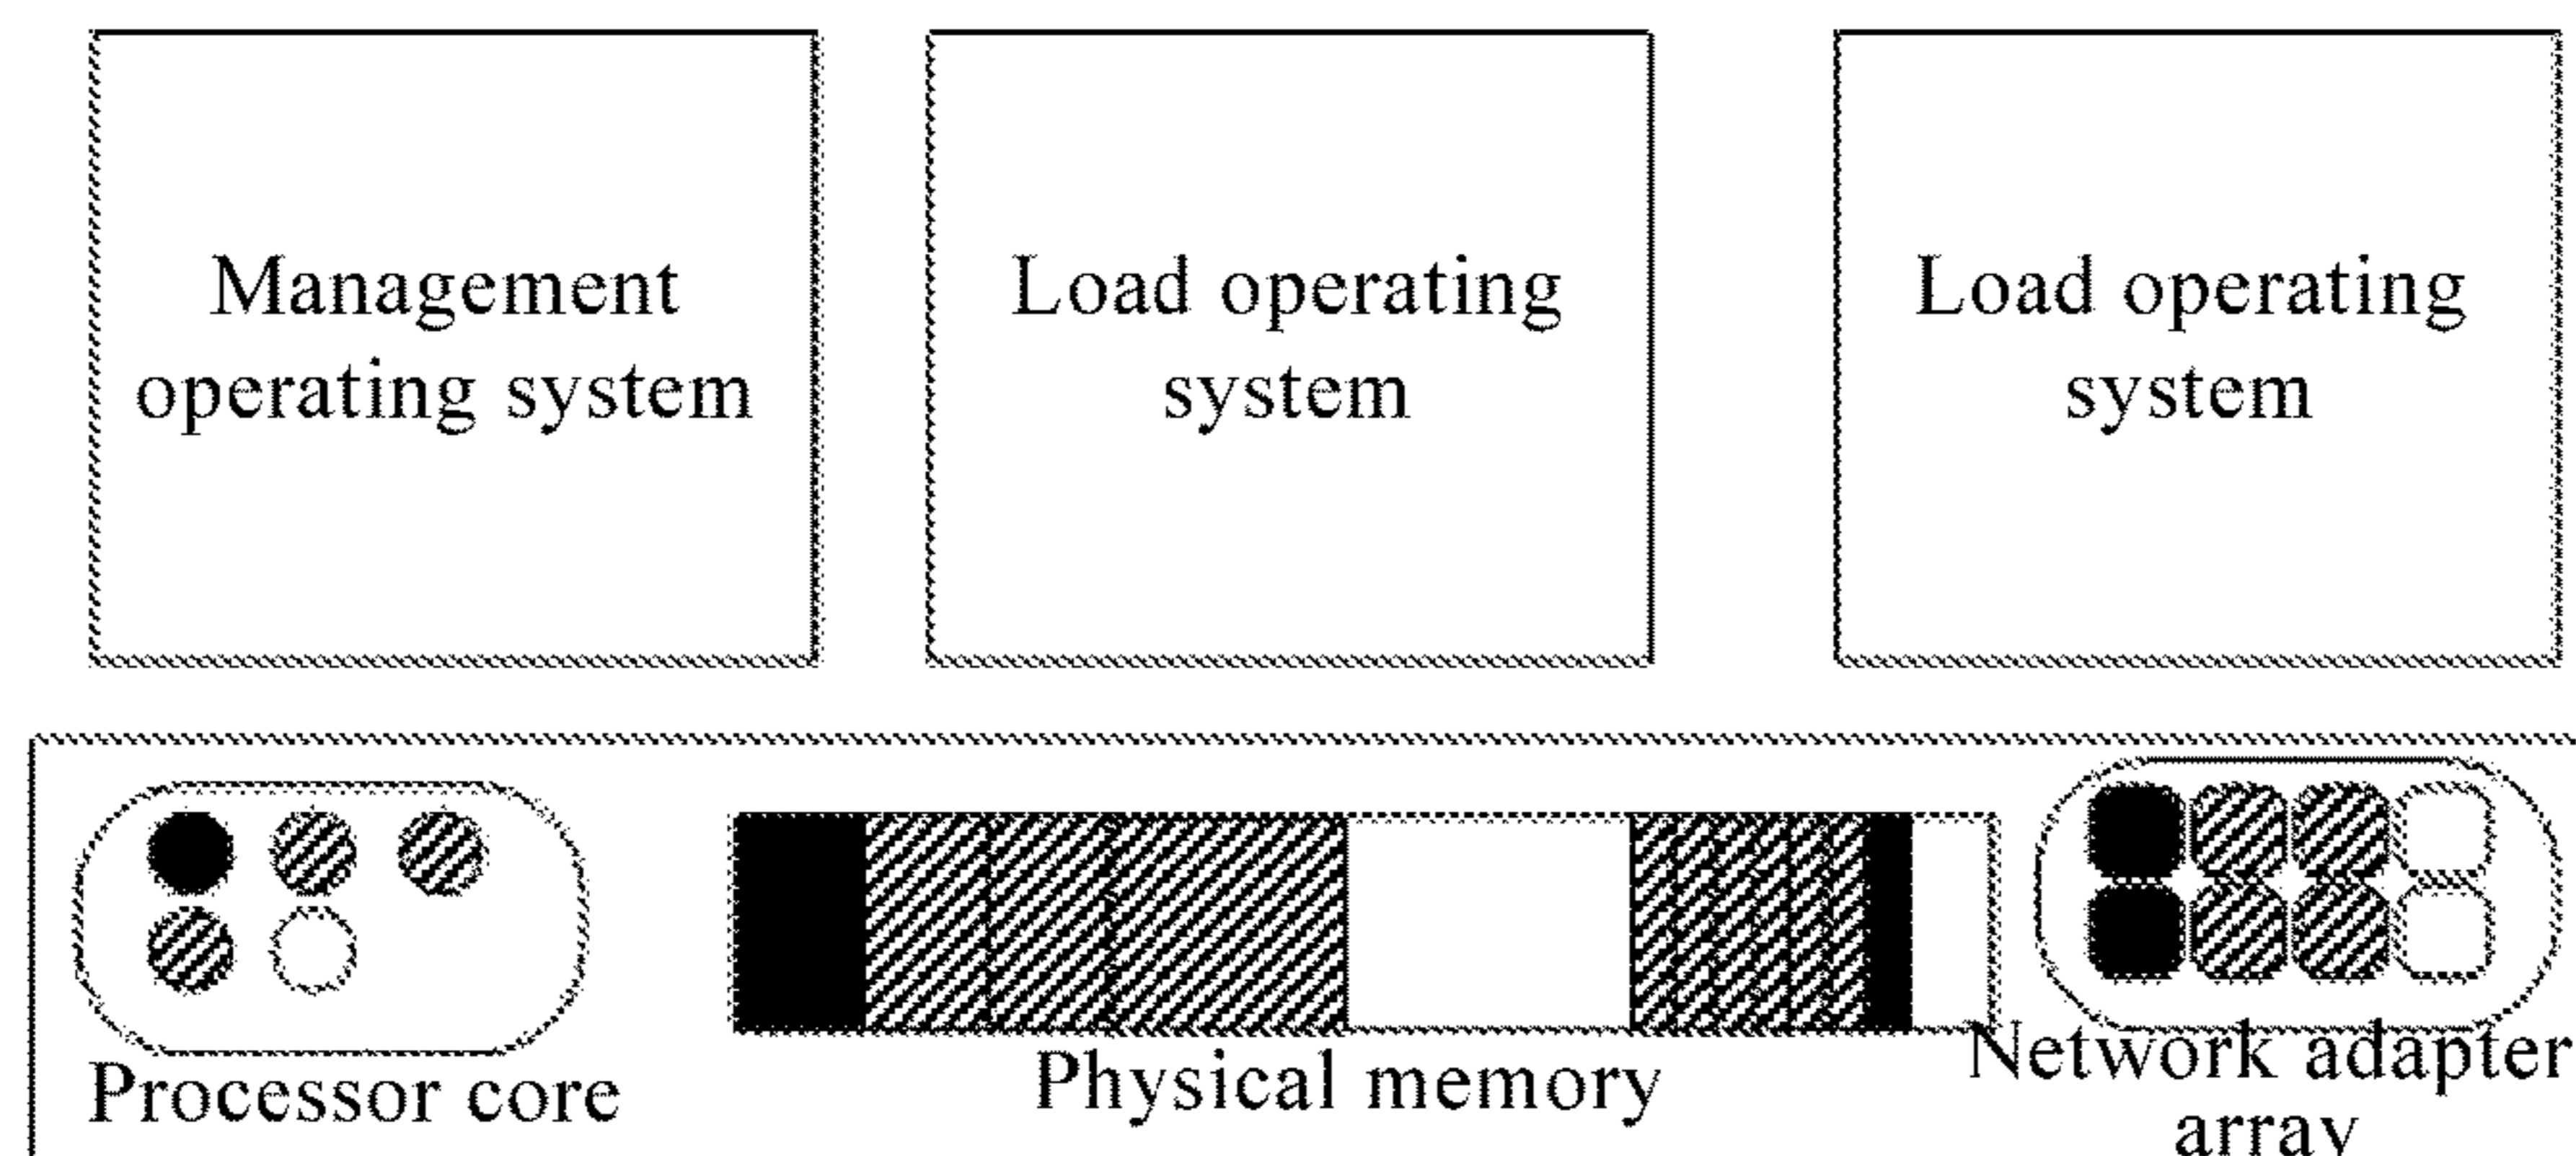 Management
operating system
Load operating
system
Load operating
system
Processor core
Physical memory
Network adapter
array